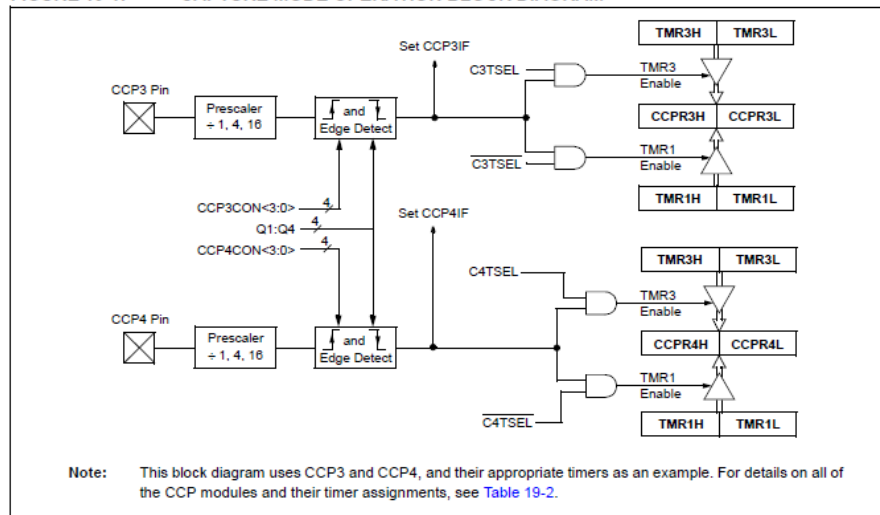 TMR3H TMR3L
Set CCP3IF
C3TSEL
TMR3
Enable
CCP3 Pin
Prescaler
÷ 1, 4, 16
and
Edge Detect
CCPR3H CCPR3L
TMR1
Enable
C3TSEL
TMR1H TMR1L
CCP3CON<3:0>
4
Q1:Q4
4
CCP4CON<3:0>
4
Set CCP4IF
TMR3H TMR3L
C4TSEL
TMR3
Enable
CCP4 Pin
Prescaler
÷ 1, 4, 16
and
Edge Detect
CCPR4H CCPR4L
TMR1
Enable
C4TSEL
TMR1H TMR1L
Note: This block diagram uses CCP3 and CCP4, and their appropriate timers as an example. For details on all of
the CCP modules and their timer assignments, see Table 19-2.